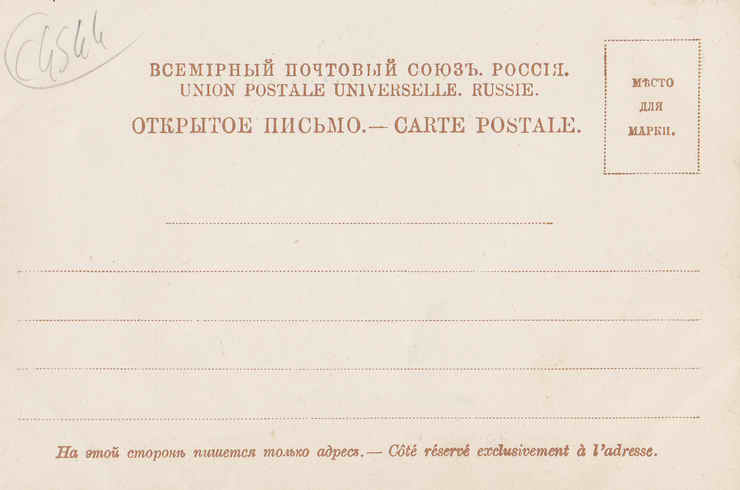 C4544
ВСЕМІРНЫЙ ПОЧТОВЫЙ СОЮЗЪ. РОССІЯ.
UNION POSTALE UNIVERSELLE. RUSSIE.
ОТКРЫТОЕ ПИСЬМО.— CARTE POSTALE.
МѢСТО
ДЛЯ
МАРКИ.
На этой сторонѣ пишется только адресъ.— Côté réservé exclusivement à l'adresse.